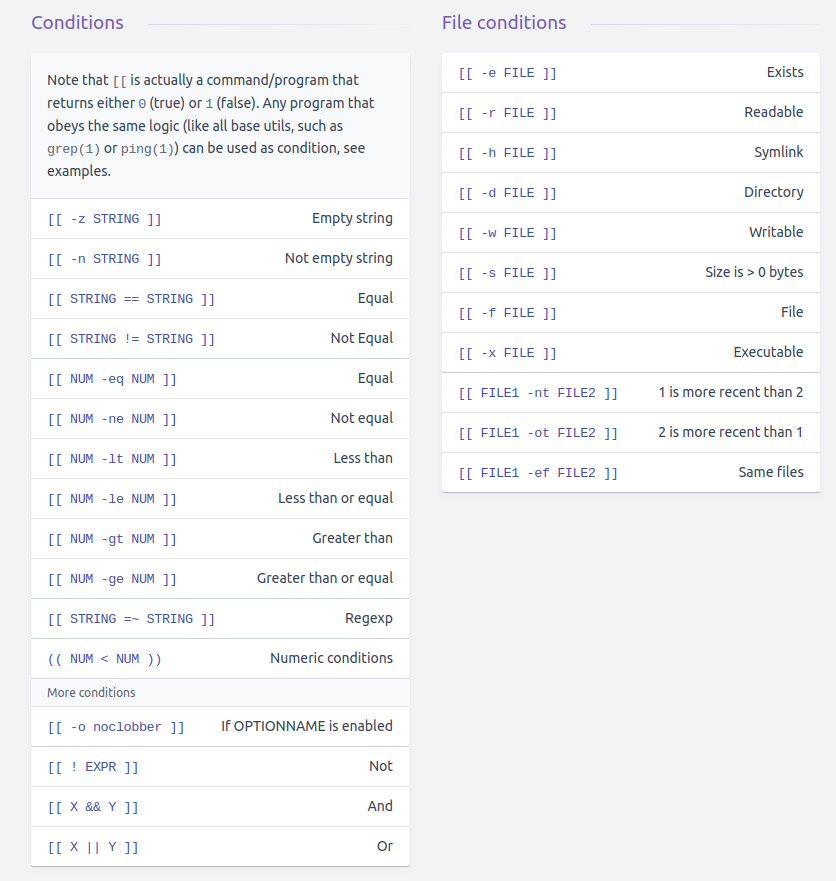 Conditions
Note that [[ is actually a command/program that
returns either 0 (true) or 1 (false). Any program that
obeys the same logic (like all base utils, such as
grep(1) or ping(1)) can be used as condition, see
examples.
[[ -z STRING ]] Empty string
[[ -n STRING ]] Not empty string
[[ STRING == STRING ]] Equal
[[ STRING != STRING ]] Not Equal
[[ NUM -eq NUM ]] Equal
[[ NUM -ne NUM ]] Not equal
[[ NUM -lt NUM ]] Less than
[[ NUM -le NUM ]] Less than or equal
[[ NUM -gt NUM ]] Greater than
[[ NUM -ge NUM ]] Greater than or equal
[[ STRING =~ STRING ]] Regexp
(( NUM < NUM )) Numeric conditions
More conditions
[[ -o noclobber ]] If OPTIONNAME is enabled
[[ ! EXPR ]] Not
[[ X && Y ]] And
[[ X || Y ]] Or
File conditions
[[ -e FILE ]] Exists
[[ -r FILE ]] Readable
[[ -h FILE ]] Symlink
[[ -d FILE ]] Directory
[[ -w FILE ]] Writable
[[ -s FILE ]] Size is > 0 bytes
[[ -f FILE ]] File
[[ -x FILE ]] Executable
[[ FILE1 -nt FILE2 ]] 1 is more recent than 2
[[ FILE1 -ot FILE2 ]] 2 is more recent than 1
[[ FILE1 -ef FILE2 ]] Same files